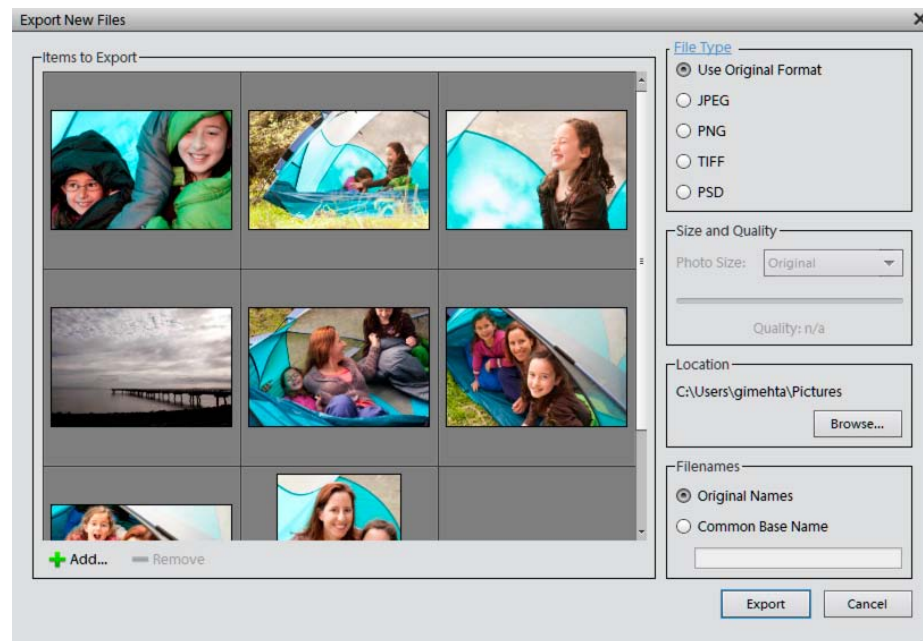 Export New Files
Items to Export
Add...
Remove
File Type
Use Original Format
JPEG
PNG
TIFF
PSD
Size and Quality
Photo Size: Original
Quality: n/a
Location
C:\Users\gimehta\Pictures
Browse...
Filenames
Original Names
Common Base Name
Export Cancel